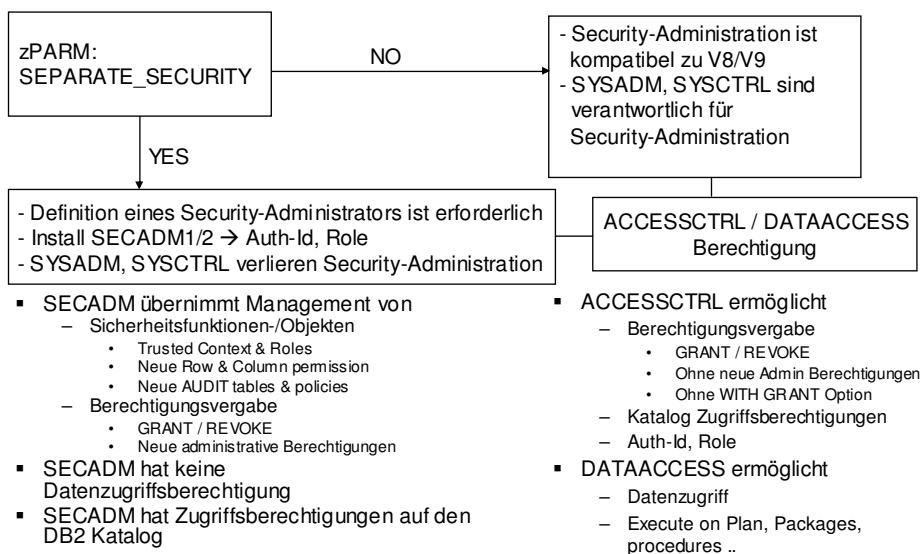 zPARM:
SEPARATE_SECURITY
NO
- Security-Administration ist
kompatibel zu V8/V9
- SYSADM, SYSCTRL sind
verantwortlich für
Security-Administration
YES
- Definition eines Security-Administrators ist erforderlich
- Install SECADM1/2 → Auth-Id, Role
- SYSADM, SYSCTRL verlieren Security-Administration
ACCESSCTRL / DATAACCESS
Berechtigung
▪ SECADM übernimmt Management von
– Sicherheitsfunktionen-/Objekten
• Trusted Context & Roles
• Neue Row & Column permission
• Neue AUDIT tables & policies
– Berechtigungsvergabe
• GRANT / REVOKE
• Neue administrative Berechtigungen
▪ SECADM hat keine
Datenzugriffsberechtigung
▪ SECADM hat Zugriffsberechtigungen auf den
DB2 Katalog
▪ ACCESSCTRL ermöglicht
– Berechtigungsvergabe
• GRANT / REVOKE
• Ohne neue Admin Berechtigungen
• Ohne WITH GRANT Option
– Katalog Zugriffsberechtigungen
– Auth-Id, Role
▪ DATAACCESS ermöglicht
– Datenzugriff
– Execute on Plan, Packages,
procedures ..